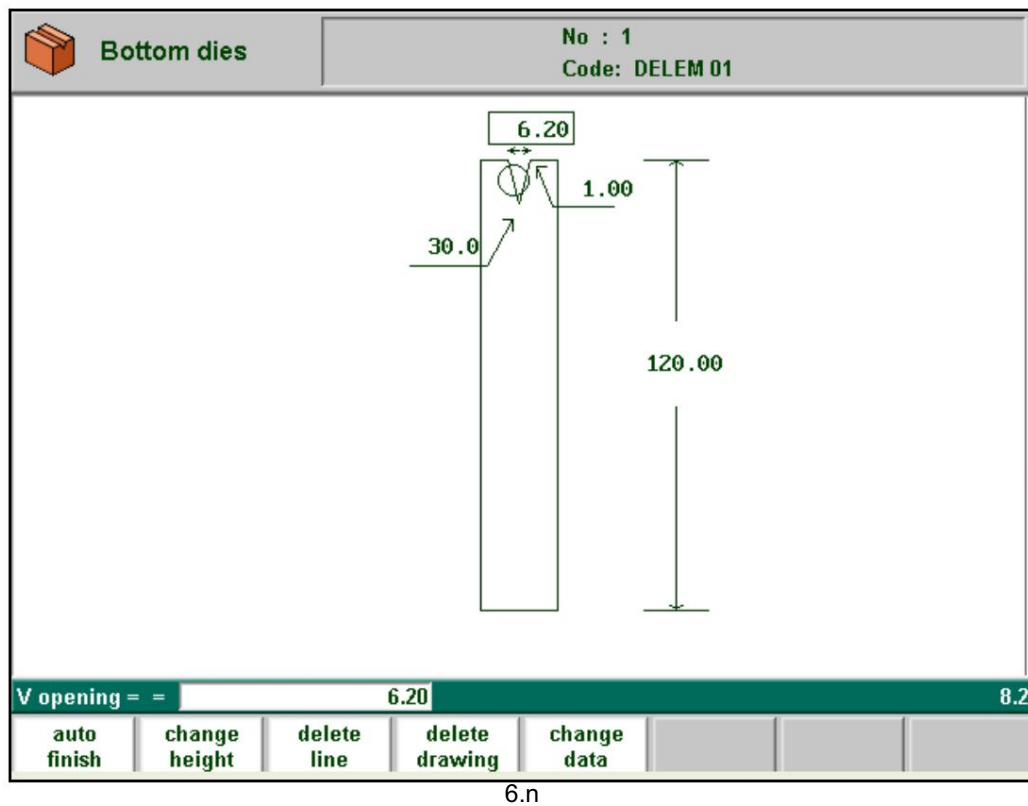 Bottom dies
No : 1
Code: DELEM 01
6.20
1.00
30.0
120.00
V opening = = 6.20 8.2
auto finish
change height
delete line
delete drawing
change data
6.n